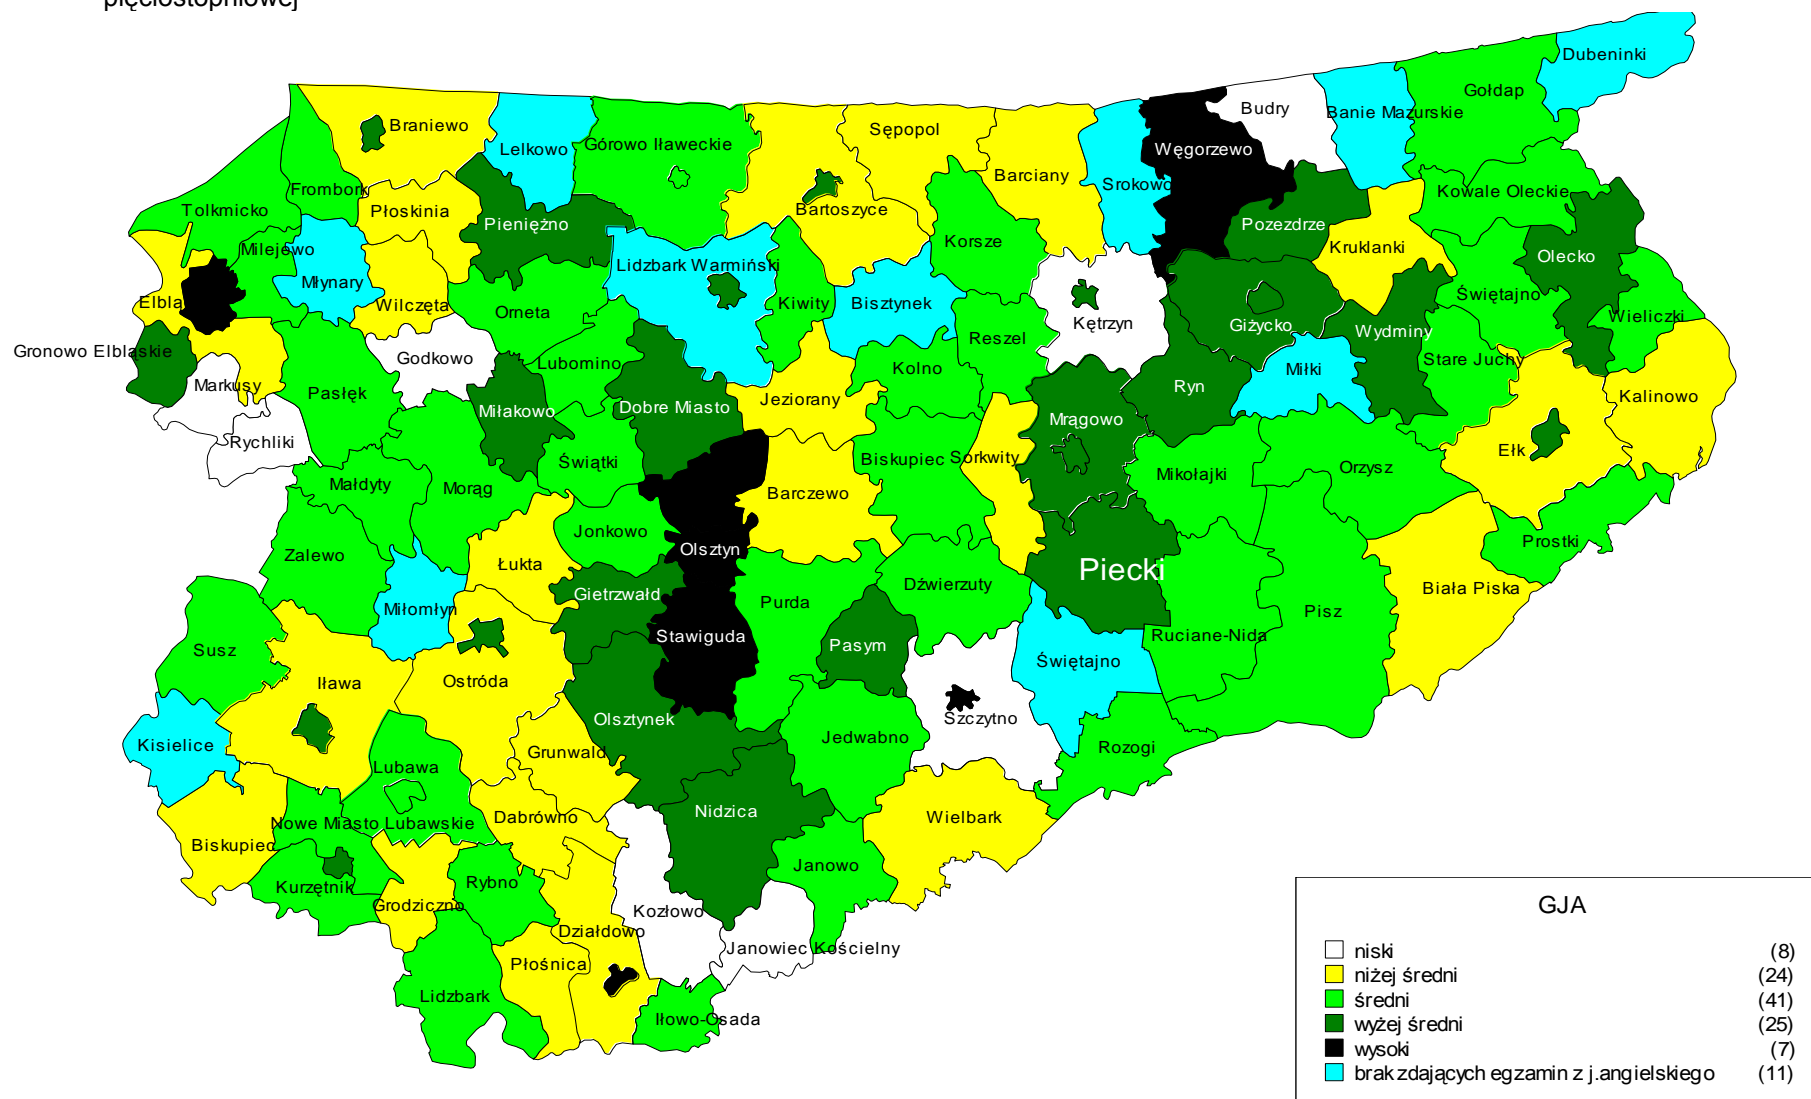 pięciostopniowej
Dubeninki
Gołdap
Budry
Banie Mazurskie
Braniewo
Sępopol
Górowo Iławeckie
Lelkowo
Węgorzewo
Barciany
Srokowo
Frombork
Kowale Oleckie
Tolkmicko
Płoskinia
Bartoszyce
Pieniężno
Pozezdrze
Korsze
Kruklanki
Milejewo
Olecko
Lidzbark Warmiński
Młynary
Świętajno
Elbla
Wilczęta
Kiwity
Bisztynek
Orneta
Kętrzyn
Giżycko
Wydminy
Wieliczki
Gronowo Elbląskie
Reszel
Godkowo
Lubomino
Kolno
Miłki
Stare Juchy
Markusy
Pasłęk
Ryn
Jeziorany
Kalinowo
Miłakowo
Dobre Miasto
Mrągowo
Rychliki
Ełk
Świątki
Biskupiec
Sorkwity
Orzysz
Mikołajki
Małdyty
Morąg
Barczewo
Jonkowo
Olsztyn
Prostki
Zalewo
Łukta
Piecki
Dźwierzuty
Biała Piska
Gietrzwałd
Purda
Miłomłyn
Pisz
Stawiguda
Ruciane-Nida
Susz
Pasym
Świętajno
Iława
Ostróda
Olsztynek
Szczytno
Kisielice
Jedwabno
Rozogi
Grunwald
Lubawa
Nidzica
Dabrówno
Wielbark
Nowe Miasto Lubawskie
Biskupiec
Janowo
Kurzętnik
Rybno
Grodziczno
Kozłowo
Działdowo
Janowiec Kościelny
Płośnica
Lidzbark
Iłowo-Osada
GJA
niski (8)
niżej średni (24)
średni (41)
wyżej średni (25)
wysoki (7)
brak zdających egzamin z j.angielskiego (11)